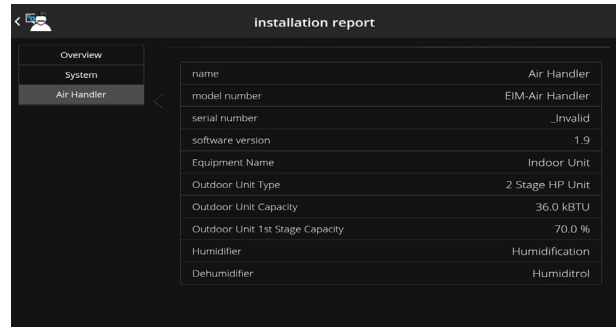 installation report
Overview
System
Air Handler
name Air Handler
model number EIM-Air Handler
serial number _Invalid
software version 1.9
Equipment Name Indoor Unit
Outdoor Unit Type 2 Stage HP Unit
Outdoor Unit Capacity 36.0 kBTU
Outdoor Unit 1st Stage Capacity 70.0 %
Humidifier Humidification
Dehumidifier Humiditrol